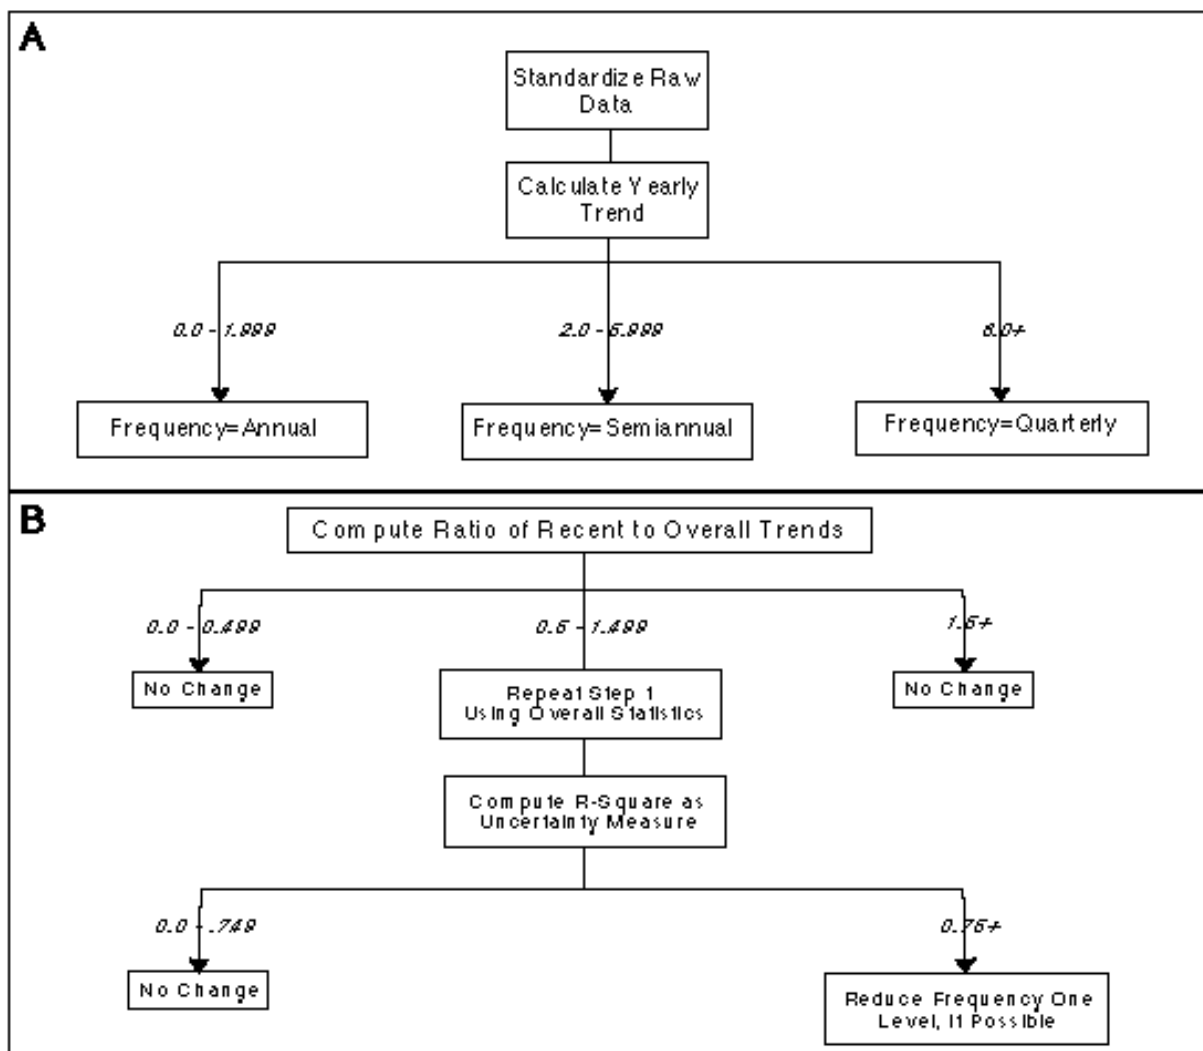 A
Standardize Raw
Data
Calculate Yearly
Trend
0.0 - 1.999
2.0 - 5.999
6.0+
Frequency=Annual
Frequency=Semiannual
Frequency=Quarterly
B
Compute Ratio of Recent to Overall Trends
0.0 - 0.499
0.5 - 1.499
1.5+
No Change
Repeat Step 1
Using Overall Statistics
No Change
Compute R-Square as
Uncertainty Measure
0.0 - .749
0.75+
No Change
Reduce Frequency One
Level, If Possible